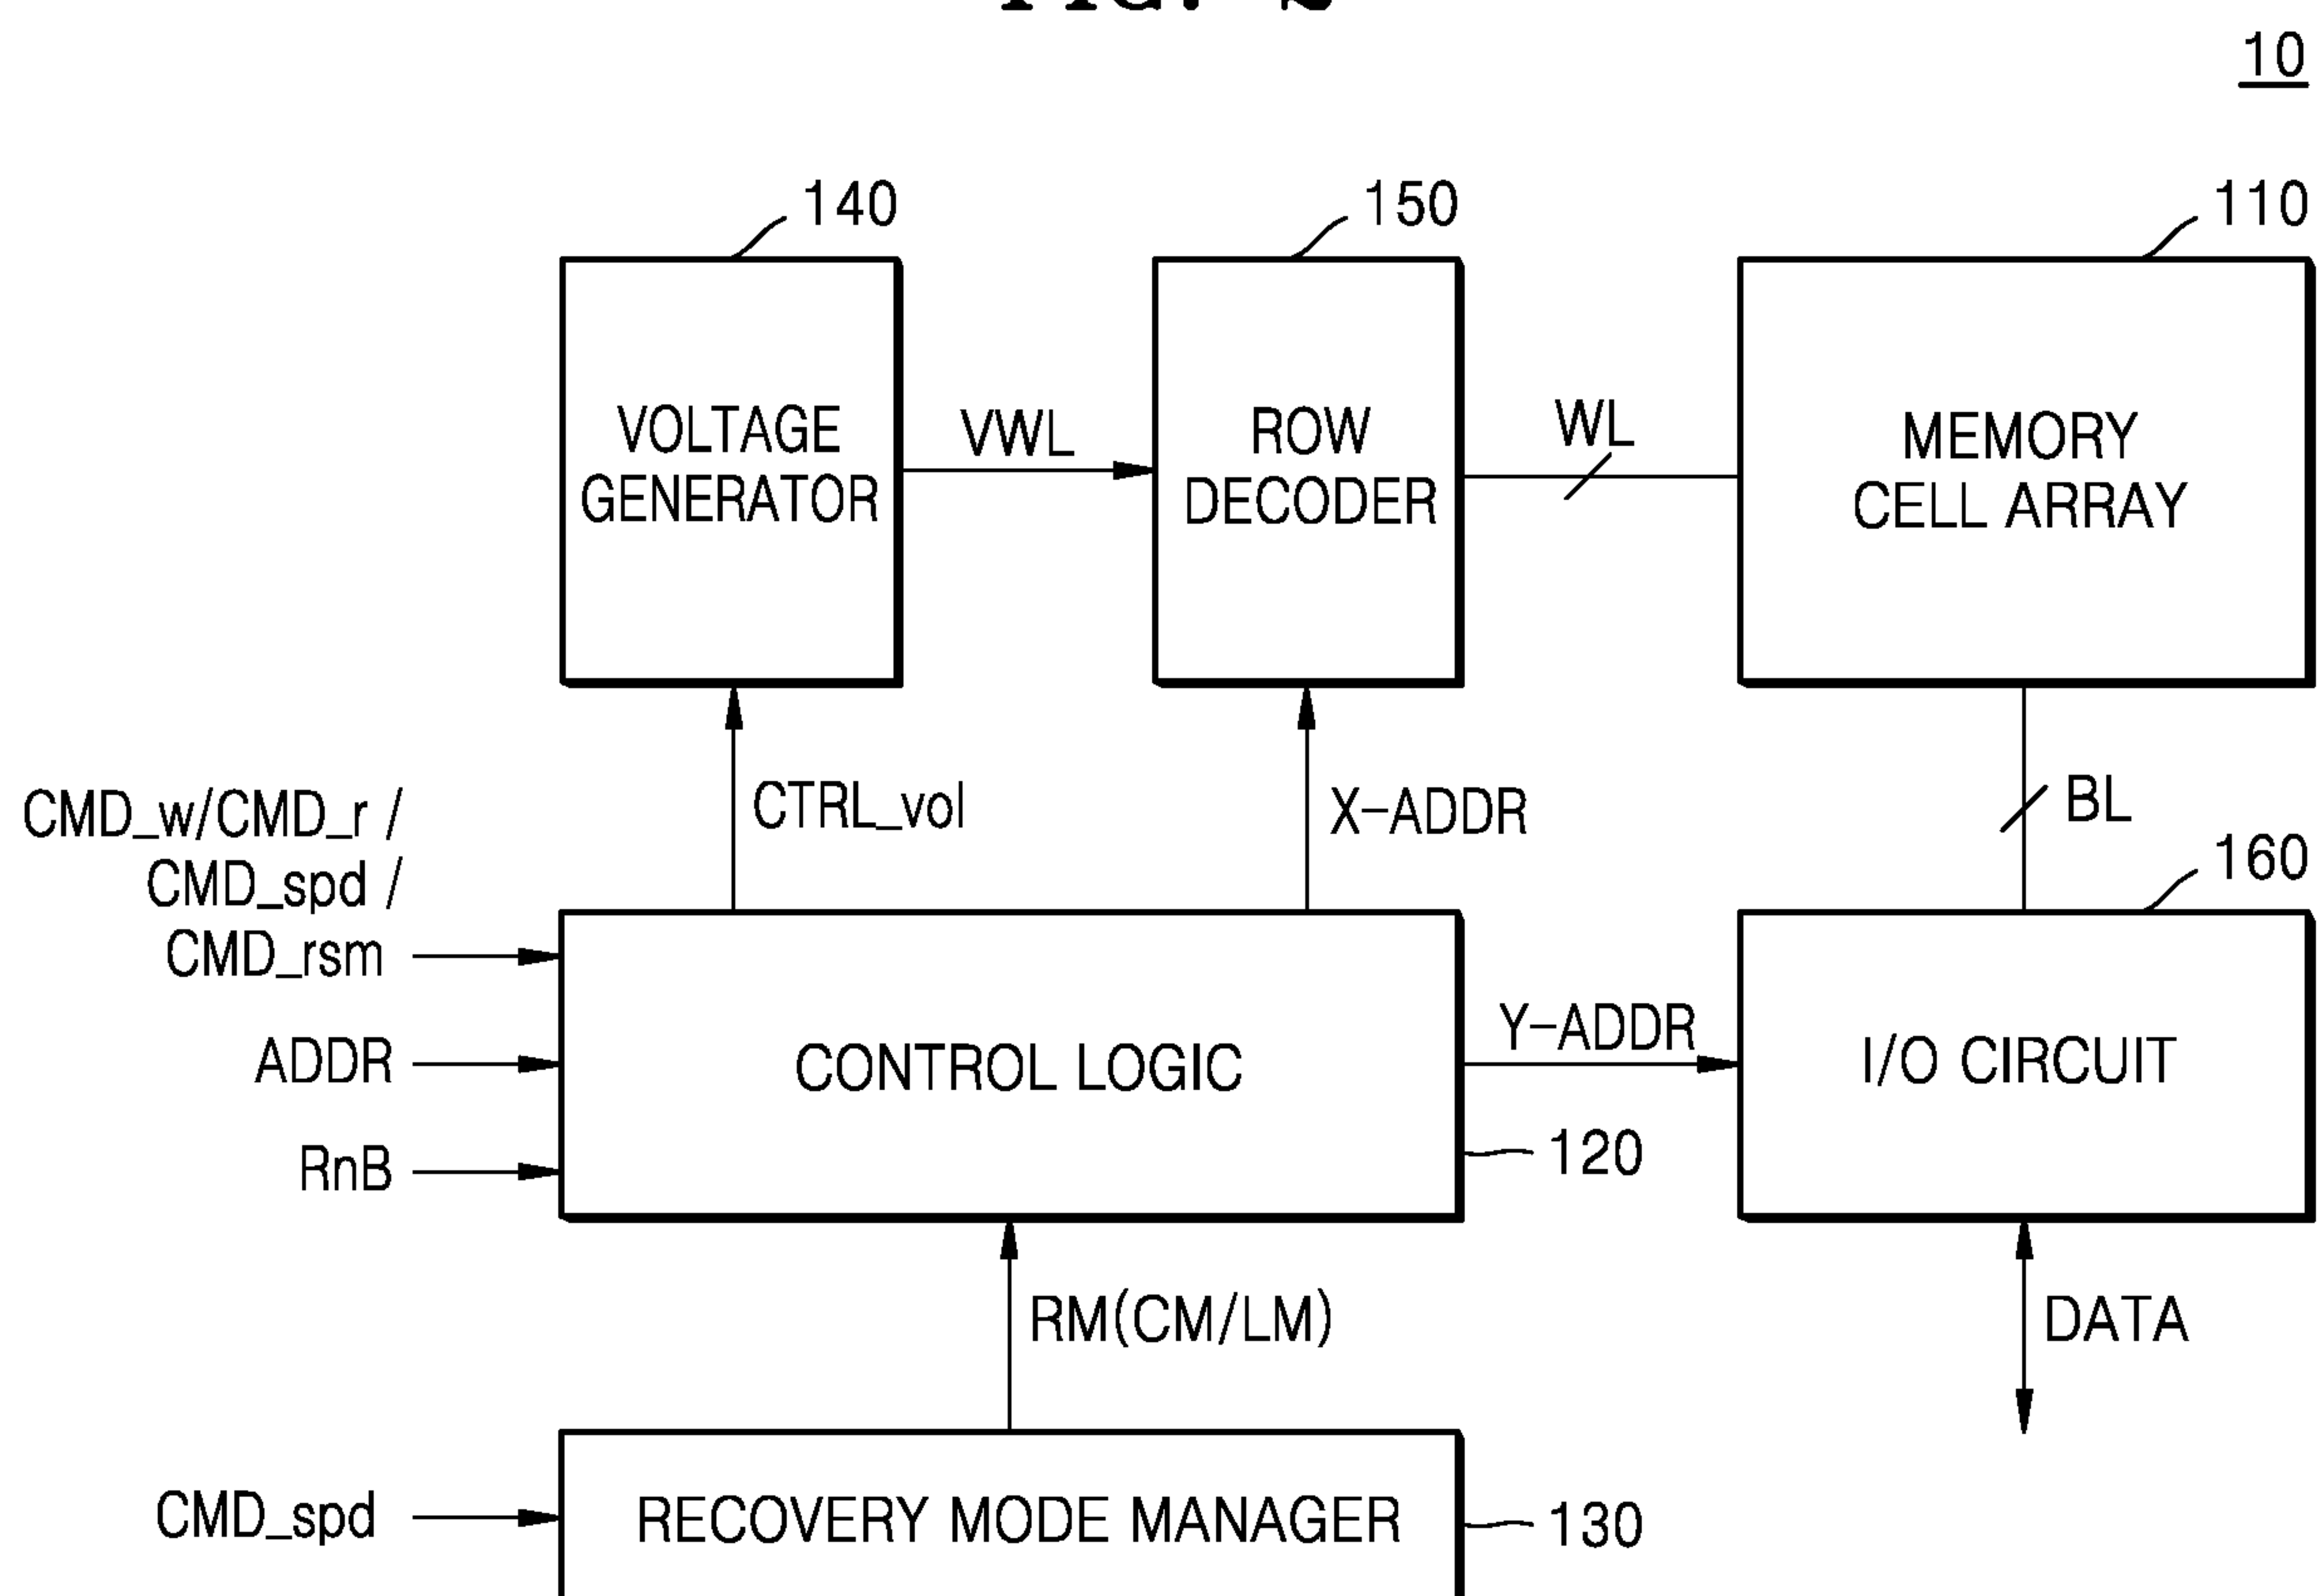 10
140
150
110
VOLTAGE
GENERATOR
VWL
ROW
DECODER
WL
MEMORY
CELL ARRAY
CTRL_vol
X-ADDR
BL
CMD_w/CMD_r /
CMD_spd /
CMD_rsm
ADDR
RnB
CONTROL LOGIC
120
Y-ADDR
160
I/O CIRCUIT
RM(CM/LM)
DATA
CMD_spd
RECOVERY MODE MANAGER
130